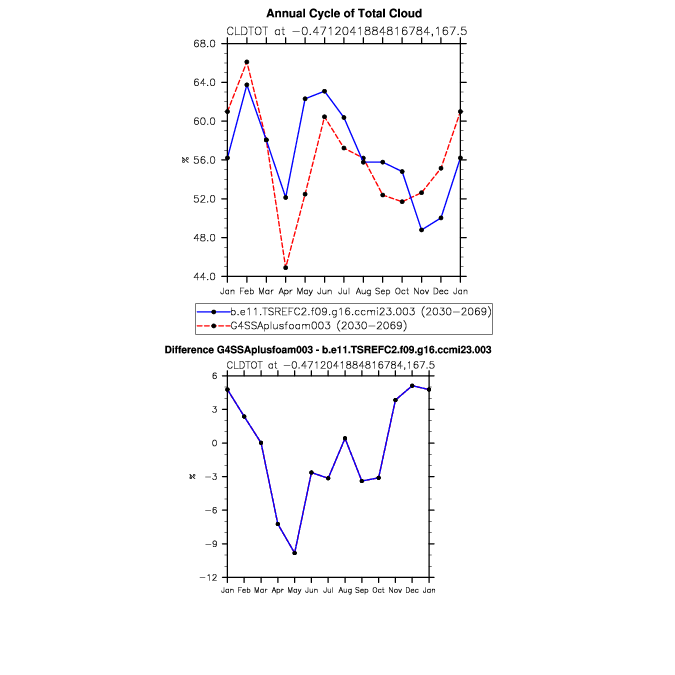 Annual Cycle of Total Cloud
CLDTOT at −0.4712041884816784,167.5
68.0
64.0
60.0
56.0
52.0
48.0
44.0
%
Jan Feb Mar Apr May Jun Jul Aug Sep Oct Nov Dec Jan
b.e11.TSREFC2.f09.g16.ccmi23.003 (2030−2069)
G4SSAplusfoam003 (2030−2069)
Difference G4SSAplusfoam003 - b.e11.TSREFC2.f09.g16.ccmi23.003
CLDTOT at −0.4712041884816784,167.5
6
3
0
−3
−6
−9
−12
%
Jan Feb Mar Apr May Jun Jul Aug Sep Oct Nov Dec Jan